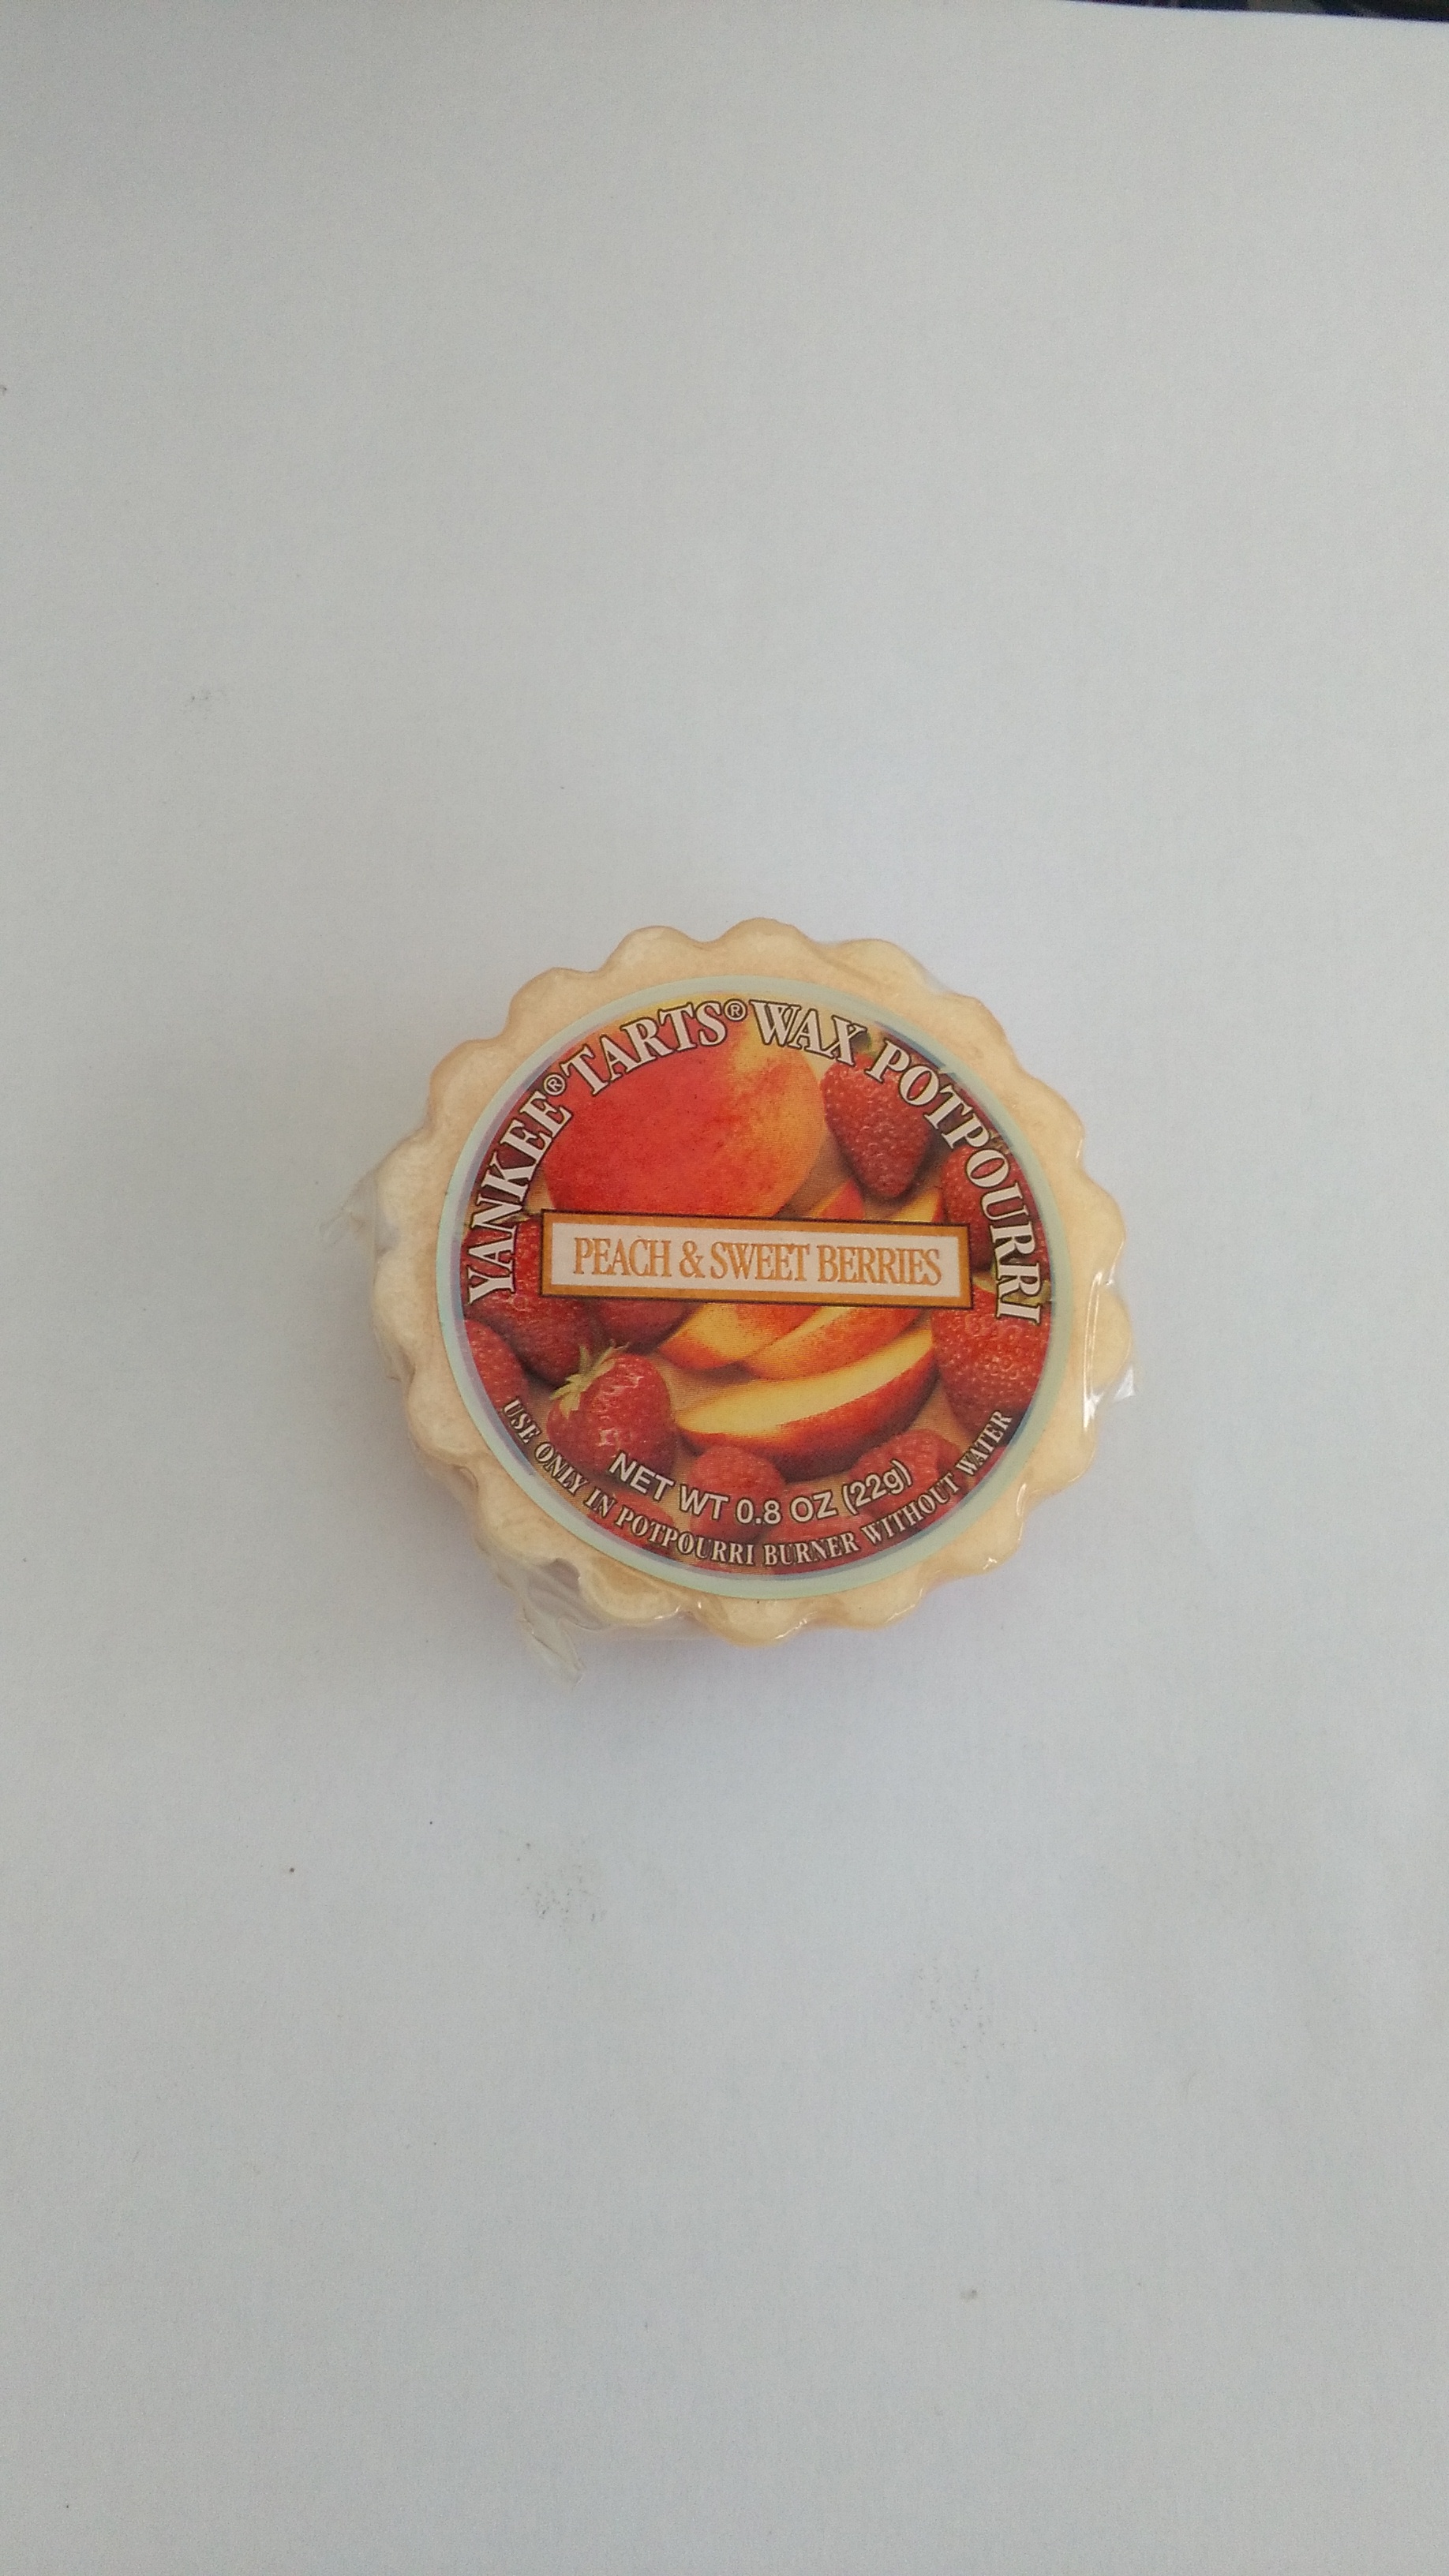 YANKEE® TARTS® WAX POTPOURRI
PEACH & SWEET BERRIES
NET WT 0.8 OZ (22g)
USE ONLY IN POTPOURRI BURNER WITHOUT WATER